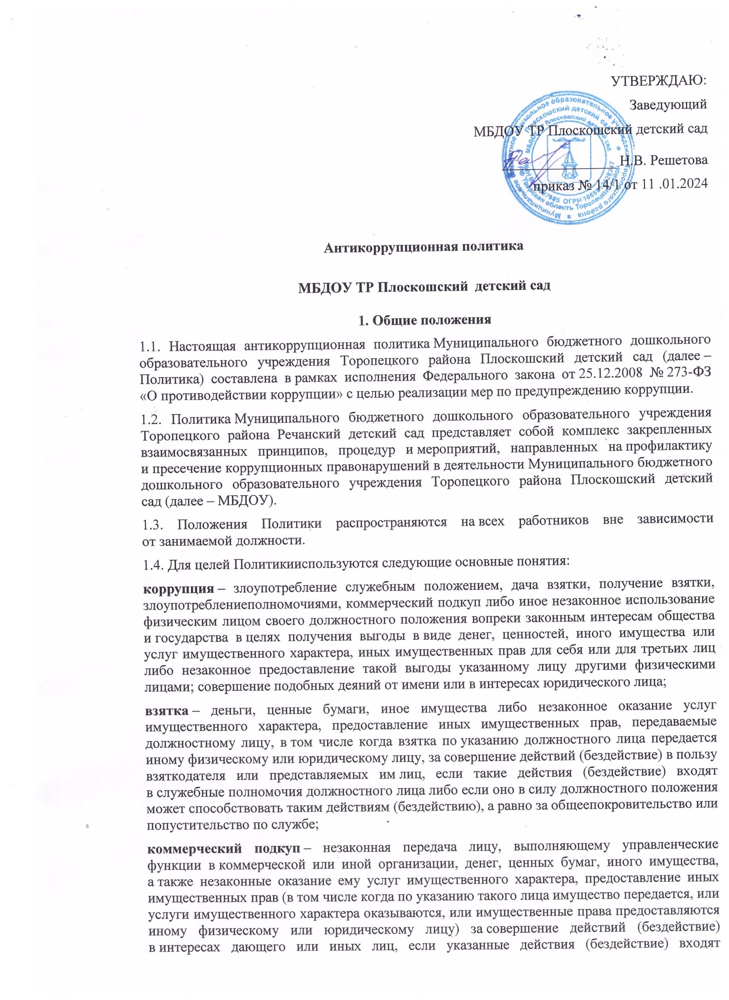 УТВЕРЖДАЮ:
Заведующий
МБДОУ ТР Плоскошский детский сад
Н.В. Решетова
приказ № 14/1 от 11 .01.2024
Антикоррупционная политика
МБДОУ ТР Плоскошский  детский сад
1. Общие положения
1.1. Настоящая антикоррупционная политика Муниципального бюджетного дошкольного
образовательного учреждения Торопецкого района Плоскошский детский сад (далее –
Политика) составлена в рамках исполнения Федерального закона от 25.12.2008 № 273-ФЗ
«О противодействии коррупции» с целью реализации мер по предупреждению коррупции.
1.2. Политика Муниципального бюджетного дошкольного образовательного учреждения
Торопецкого района Речанский детский сад представляет собой комплекс закрепленных
взаимосвязанных принципов, процедур и мероприятий, направленных на профилактику
и пресечение коррупционных правонарушений в деятельности Муниципального бюджетного
дошкольного образовательного учреждения Торопецкого района Плоскошский детский
сад (далее – МБДОУ).
1.3. Положения Политики распространяются на всех работников вне зависимости
от занимаемой должности.
1.4. Для целей Политикииспользуются следующие основные понятия:
коррупция – злоупотребление служебным положением, дача взятки, получение взятки,
злоупотреблениеполномочиями, коммерческий подкуп либо иное незаконное использование
физическим лицом своего должностного положения вопреки законным интересам общества
и государства в целях получения выгоды в виде денег, ценностей, иного имущества или
услуг имущественного характера, иных имущественных прав для себя или для третьих лиц
либо незаконное предоставление такой выгоды указанному лицу другими физическими
лицами; совершение подобных деяний от имени или в интересах юридического лица;
взятка – деньги, ценные бумаги, иное имущества либо незаконное оказание услуг
имущественного характера, предоставление иных имущественных прав, передаваемые
должностному лицу, в том числе когда взятка по указанию должностного лица передается
иному физическому или юридическому лицу, за совершение действий (бездействие) в пользу
взяткодателя или представляемых им лиц, если такие действия (бездействие) входят
в служебные полномочия должностного лица либо если оно в силу должностного положения
может способствовать таким действиям (бездействию), а равно за общеепокровительство или
попустительство по службе;
коммерческий подкуп – незаконная передача лицу, выполняющему управленческие
функции в коммерческой или иной организации, денег, ценных бумаг, иного имущества,
а также незаконные оказание ему услуг имущественного характера, предоставление иных
имущественных прав (в том числе когда по указанию такого лица имущество передается, или
услуги имущественного характера оказываются, или имущественные права предоставляются
иному физическому или юридическому лицу) за совершение действий (бездействие)
в интересах дающего или иных лиц, если указанные действия (бездействие) входят